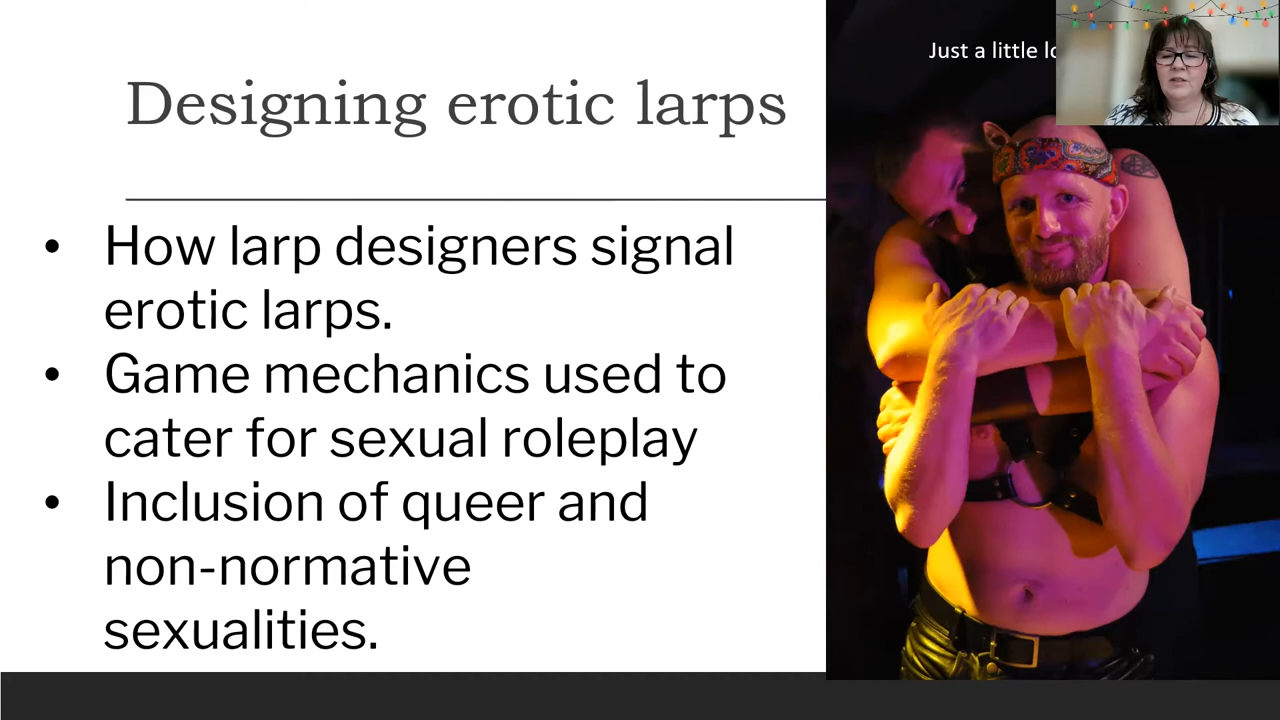 Designing erotic larps
Just a little
• How larp designers signal
erotic larps.
• Game mechanics used to
cater for sexual roleplay
• Inclusion of queer and
non-normative
sexualities.